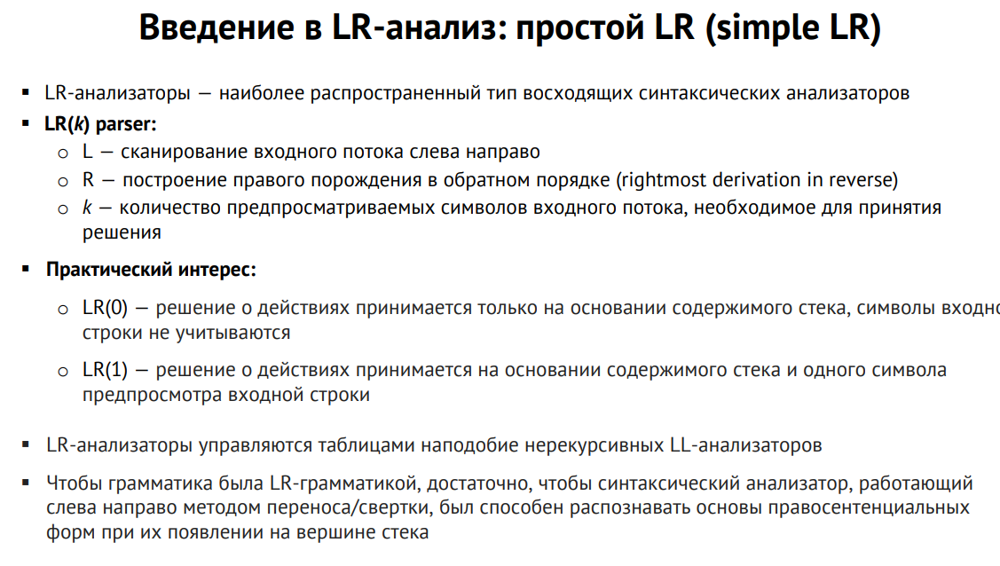 Введение в LR-анализ: простой LR (simple LR)
▪ LR-анализаторы — наиболее распространенный тип восходящих синтаксических анализаторов
▪ LR(k) parser:
o L — сканирование входного потока слева направо
o R — построение правого порождения в обратном порядке (rightmost derivation in reverse)
o k — количество предпросматриваемых символов входного потока, необходимое для принятия
решения
▪ Практический интерес:
o LR(0) — решение о действиях принимается только на основании содержимого стека, символы
строки не учитываются
o LR(1) — решение о действиях принимается на основании содержимого стека и одного символа
предпросмотра входной строки
▪ LR-анализаторы управляются таблицами наподобие нерекурсивных LL-анализаторов
▪ Чтобы грамматика была LR-грамматикой, достаточно, чтобы синтаксический анализатор, работающий
слева направо методом переноса/свертки, был способен распознавать основы правосентенциальных
форм при их появлении на вершине стека